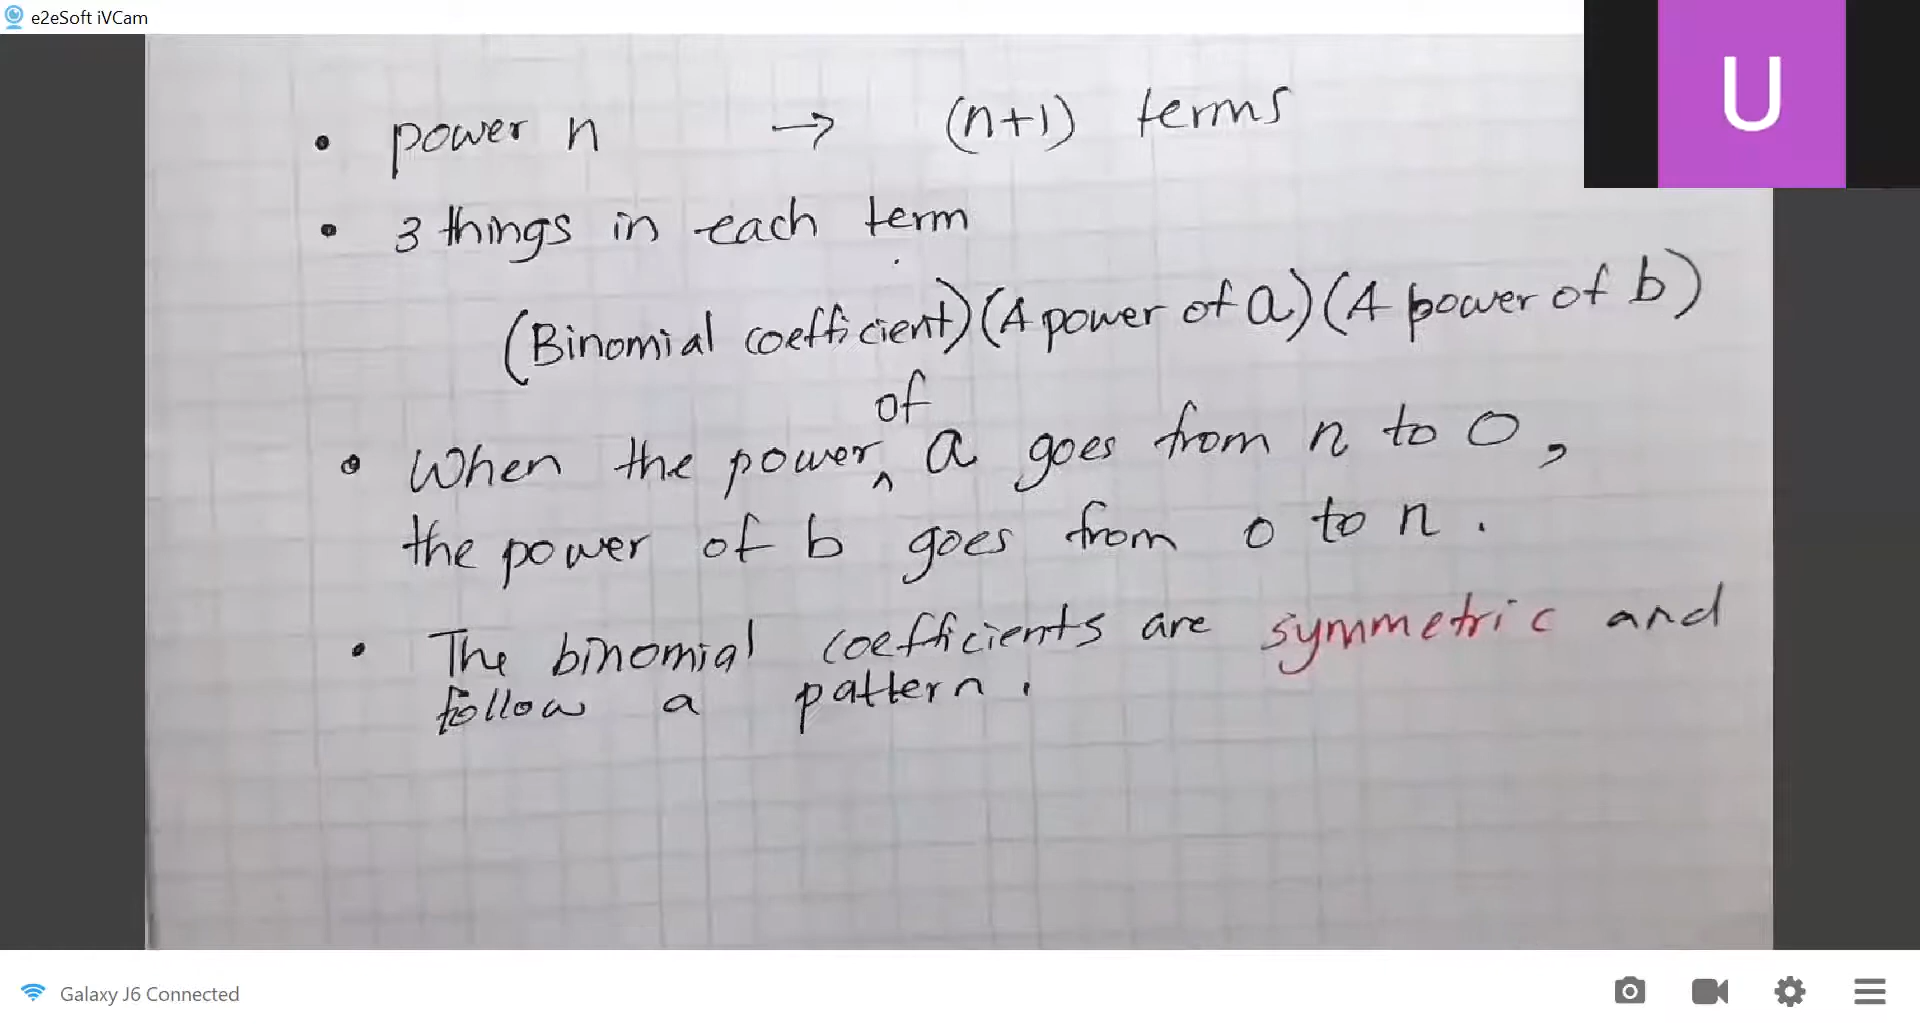 e2eSoft iVCam
U
• power n → (n+1) terms
• 3 things in each term
(Binomial coefficient)(A power of a)(A power of b)
of
• When the power ^ a goes from n to 0,
the power of b goes from 0 to n.
• The binomial coefficients are symmetric and
follow a pattern.
Galaxy J6 Connected